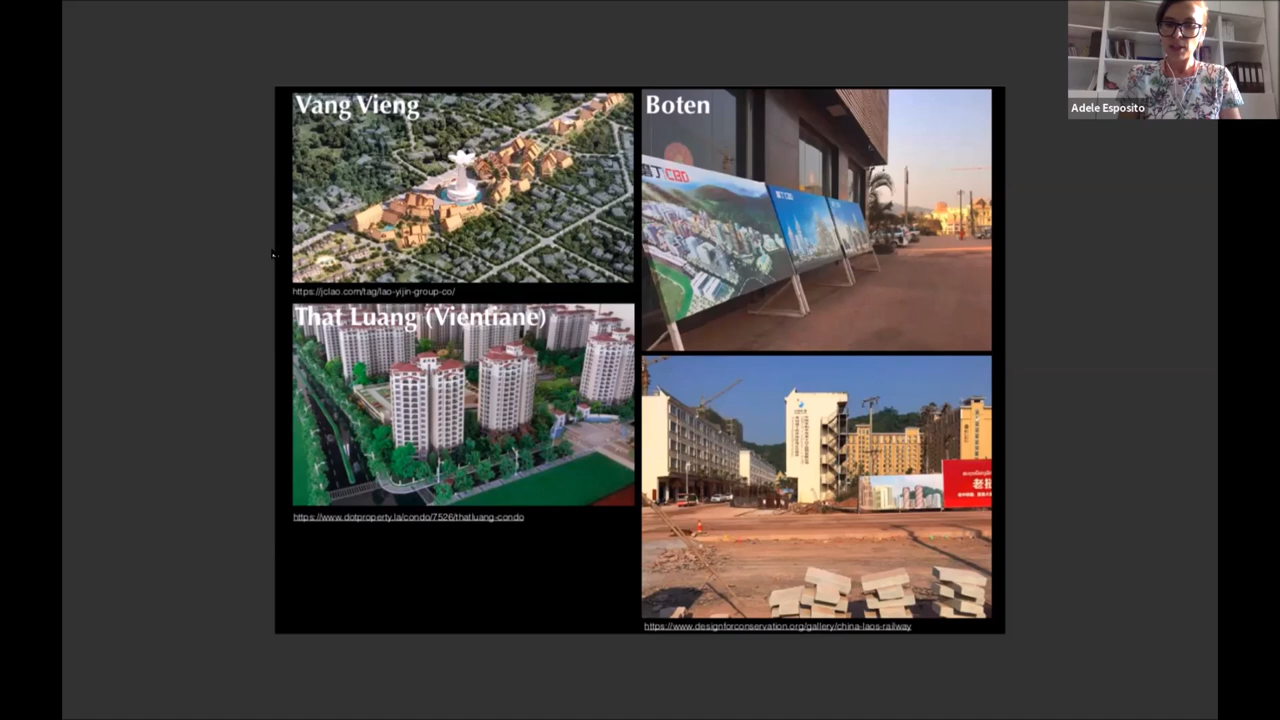 Vang Vieng
https://jclao.com/tag/lao-yijin-group-co/
That Luang (Vientiane)
https://www.dotproperty.la/condo/7526/thatluang-condo
Boten
CBD
https://www.designforconservation.org/gallery/china-laos-railway
Adele Esposito